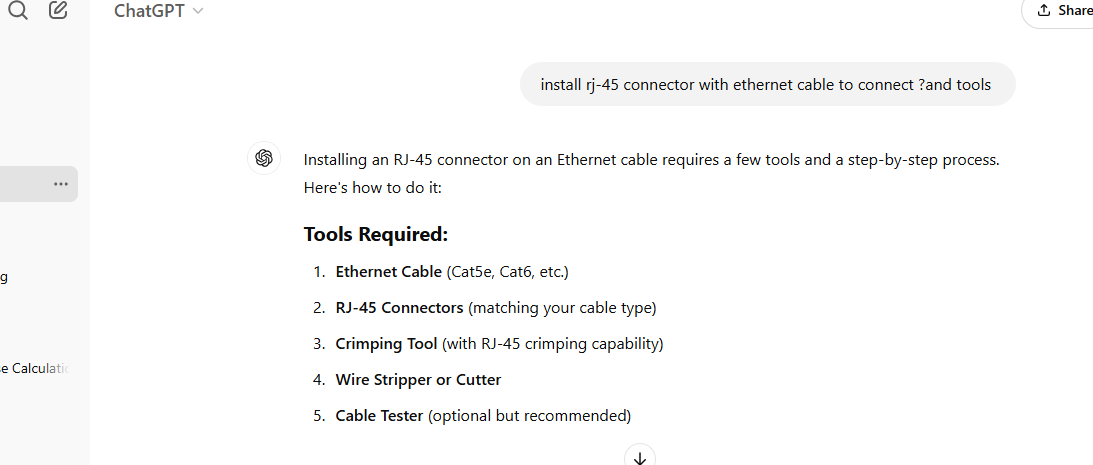 ChatGPT
Share
install rj-45 connector with ethernet cable to connect ?and tools
Installing an RJ-45 connector on an Ethernet cable requires a few tools and a step-by-step process.
Here's how to do it:
Tools Required:
1. Ethernet Cable (Cat5e, Cat6, etc.)
2. RJ-45 Connectors (matching your cable type)
3. Crimping Tool (with RJ-45 crimping capability)
4. Wire Stripper or Cutter
5. Cable Tester (optional but recommended)
g
e Calculatio